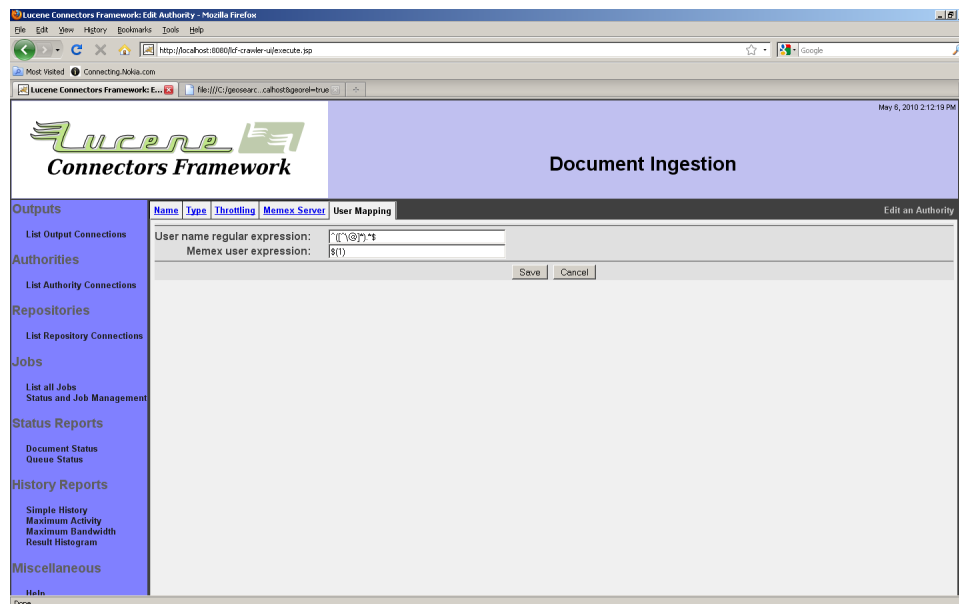 Lucene Connectors Framework: Edit Authority - Mozilla Firefox
File Edit View History Bookmarks Tools Help
http://localhost:8080/lcf-crawler-ui/execute.jsp
Google
Most Visited Connecting.Nokia.com
Lucene Connectors Framework: E... file:///C:/geosearc...calhost&georel=true
May 6, 2010 2:12:19 PM
Lucene
Connectors Framework
Document Ingestion
Name Type Throttling Memex Server User Mapping
Edit an Authority
User name regular expression: ^([^\@]*).*$
Memex user expression: $(1)
Save Cancel
Outputs
List Output Connections
Authorities
List Authority Connections
Repositories
List Repository Connections
Jobs
List all Jobs
Status and Job Management
Status Reports
Document Status
Queue Status
History Reports
Simple History
Maximum Activity
Maximum Bandwidth
Result Histogram
Miscellaneous
Help
Done